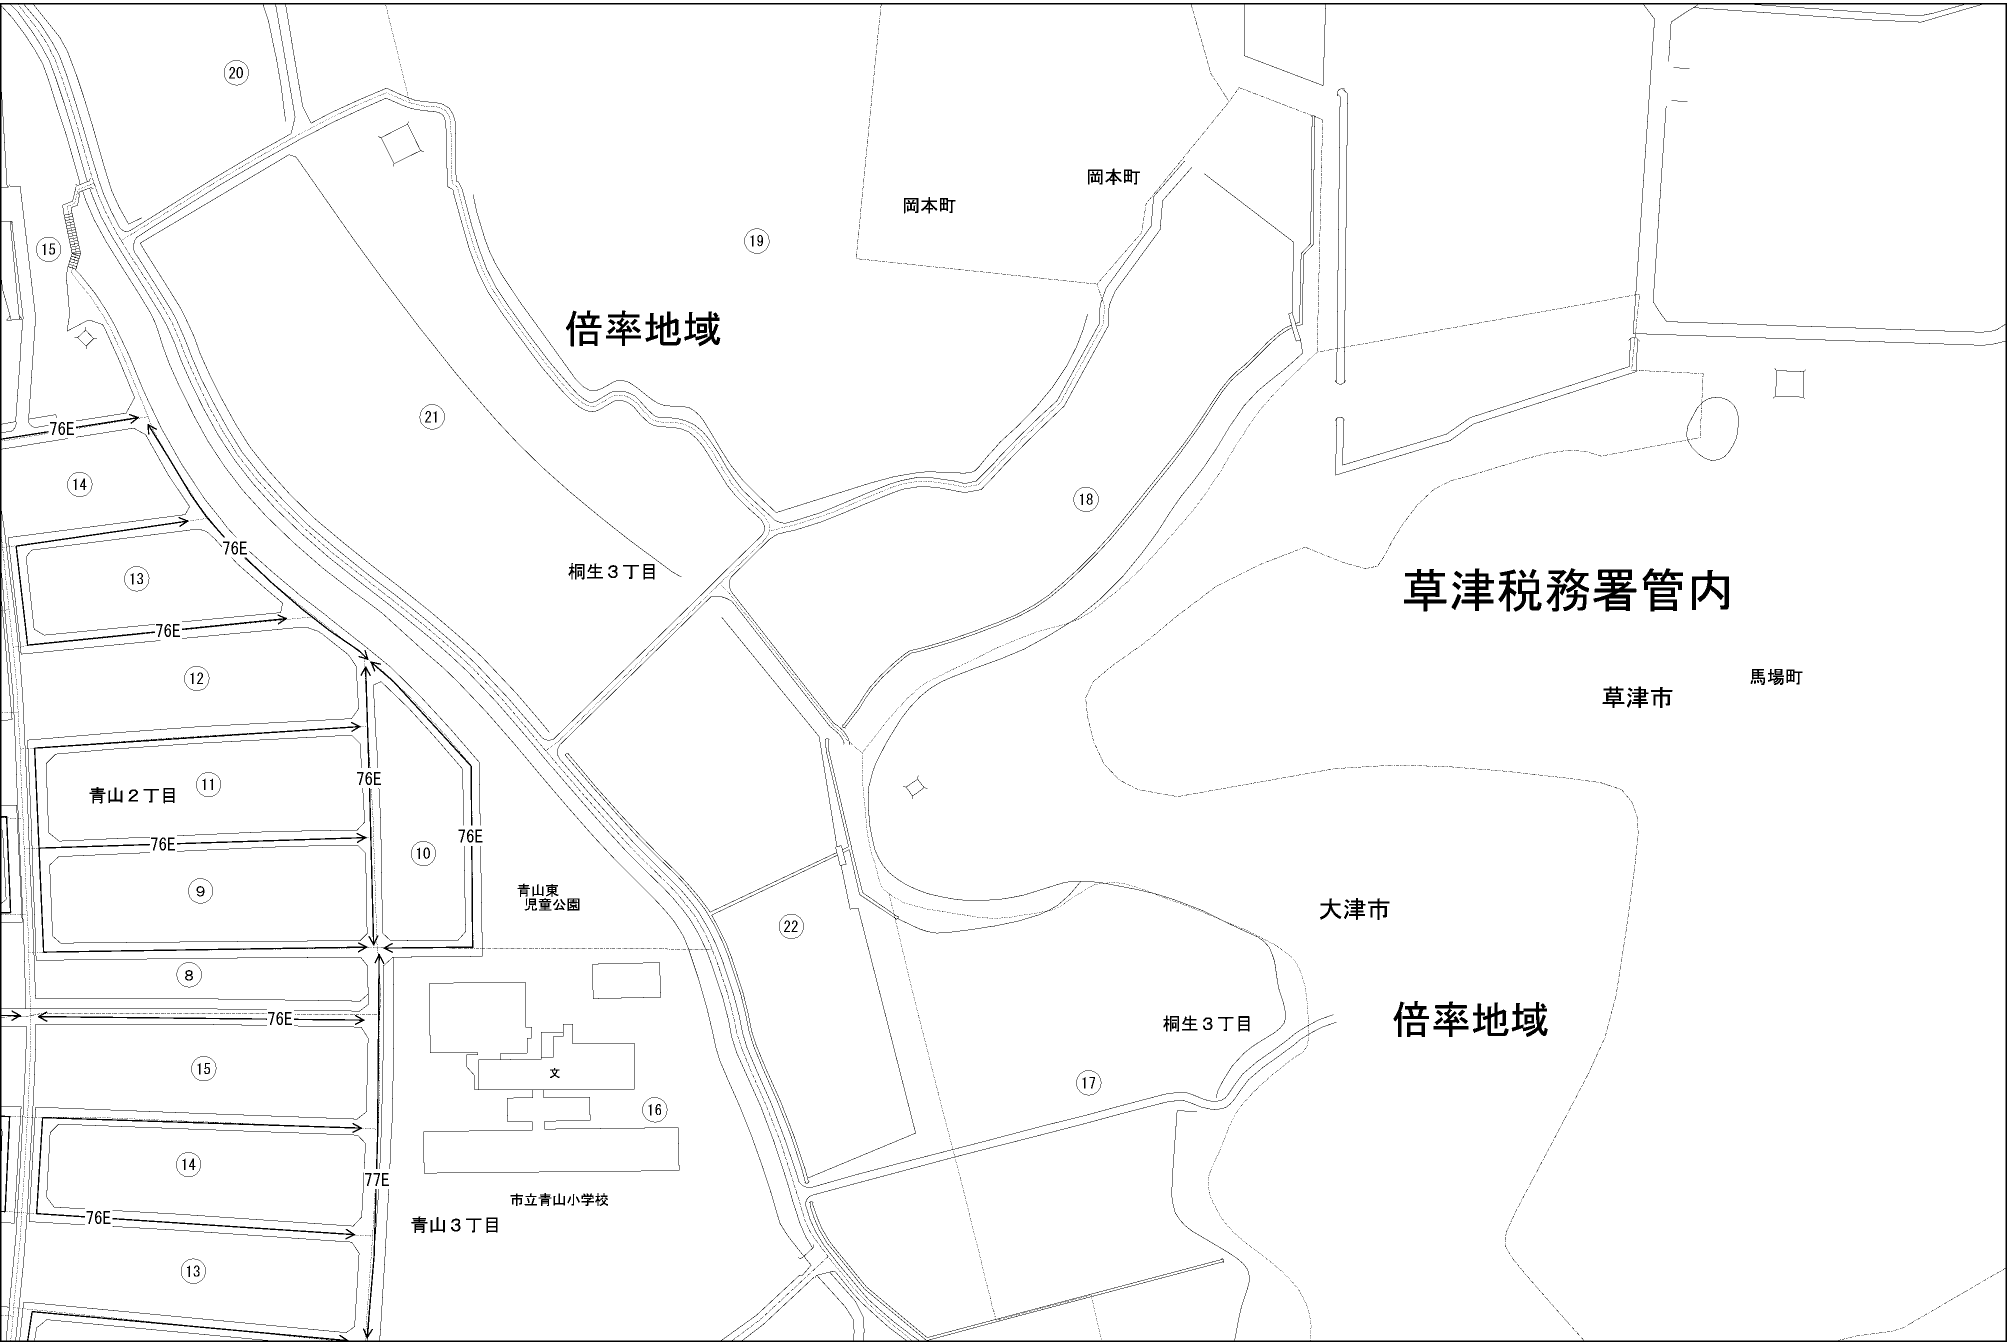 ⑳
岡本町
岡本町
⑲
⑮
倍率地域
㉑
76E
⑭
⑱
76E
桐生３丁目
⑬
草津税務署管内
76E
⑫
馬場町
草津市
76E
⑪
青山２丁目
76E
76E
⑩
⑨
青山東
児童公園
大津市
㉒
⑧
76E
倍率地域
桐生３丁目
⑮
文
⑰
⑯
⑭
77E
市立青山小学校
76E
青山３丁目
⑬